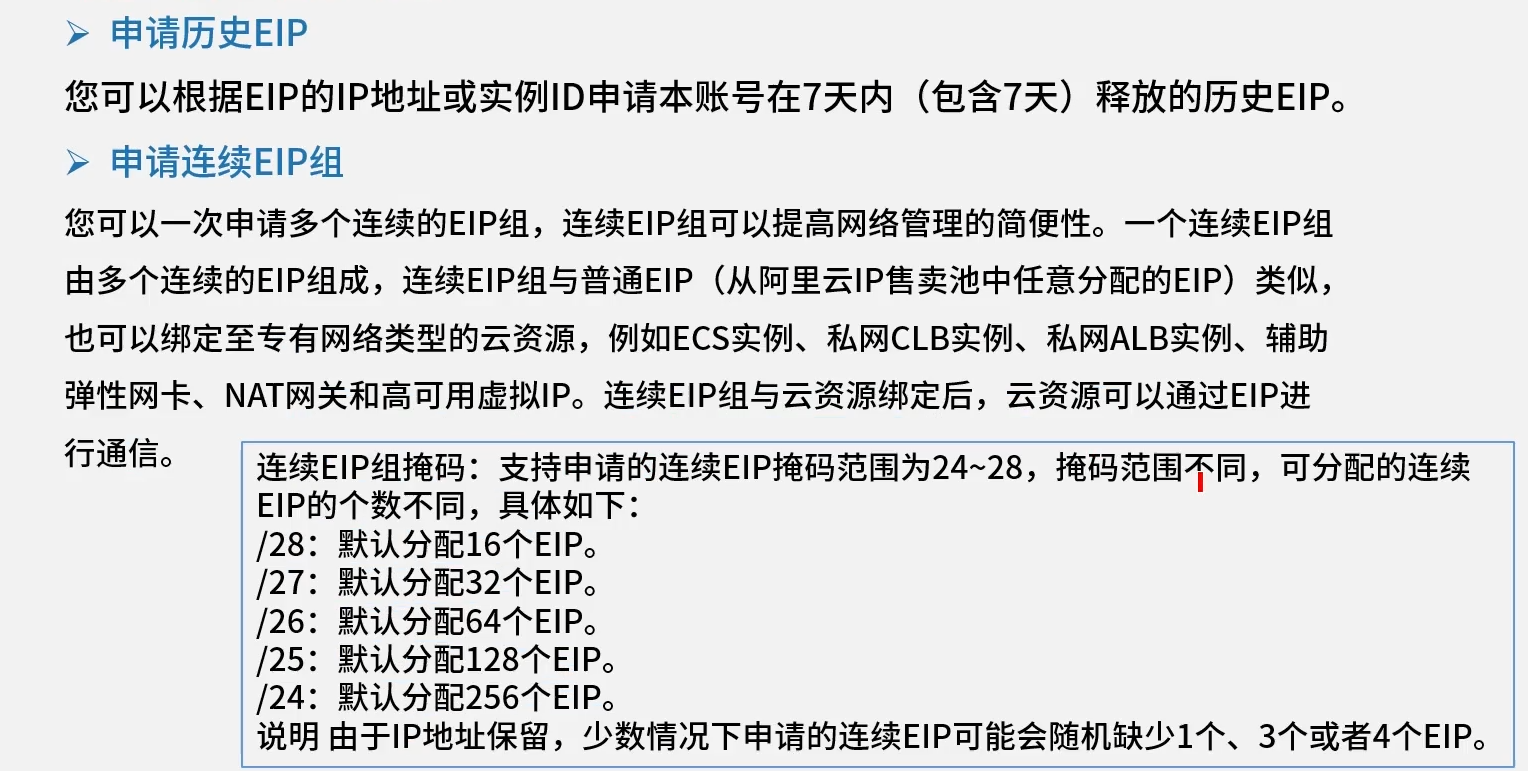 ➢ 申请历史EIP
您可以根据EIP的IP地址或实例ID申请本账号在7天内（包含7天）释放的历史EIP。
➢ 申请连续EIP组
您可以一次申请多个连续的EIP组，连续EIP组可以提高网络管理的简便性。一个连续EIP组
由多个连续的EIP组成，连续EIP组与普通EIP（从阿里云IP售卖池中任意分配的EIP）类似，
也可以绑定至专有网络类型的云资源，例如ECS实例、私网CLB实例、私网ALB实例、辅助
弹性网卡、NAT网关和高可用虚拟IP。连续EIP组与云资源绑定后，云资源可以通过EIP进
行通信。
连续EIP组掩码：支持申请的连续EIP掩码范围为24~28，掩码范围不同，可分配的连续
EIP的个数不同，具体如下：
/28：默认分配16个EIP。
/27：默认分配32个EIP。
/26：默认分配64个EIP。
/25：默认分配128个EIP。
/24：默认分配256个EIP。
说明 由于IP地址保留，少数情况下申请的连续EIP可能会随机缺少1个、3个或者4个EIP。